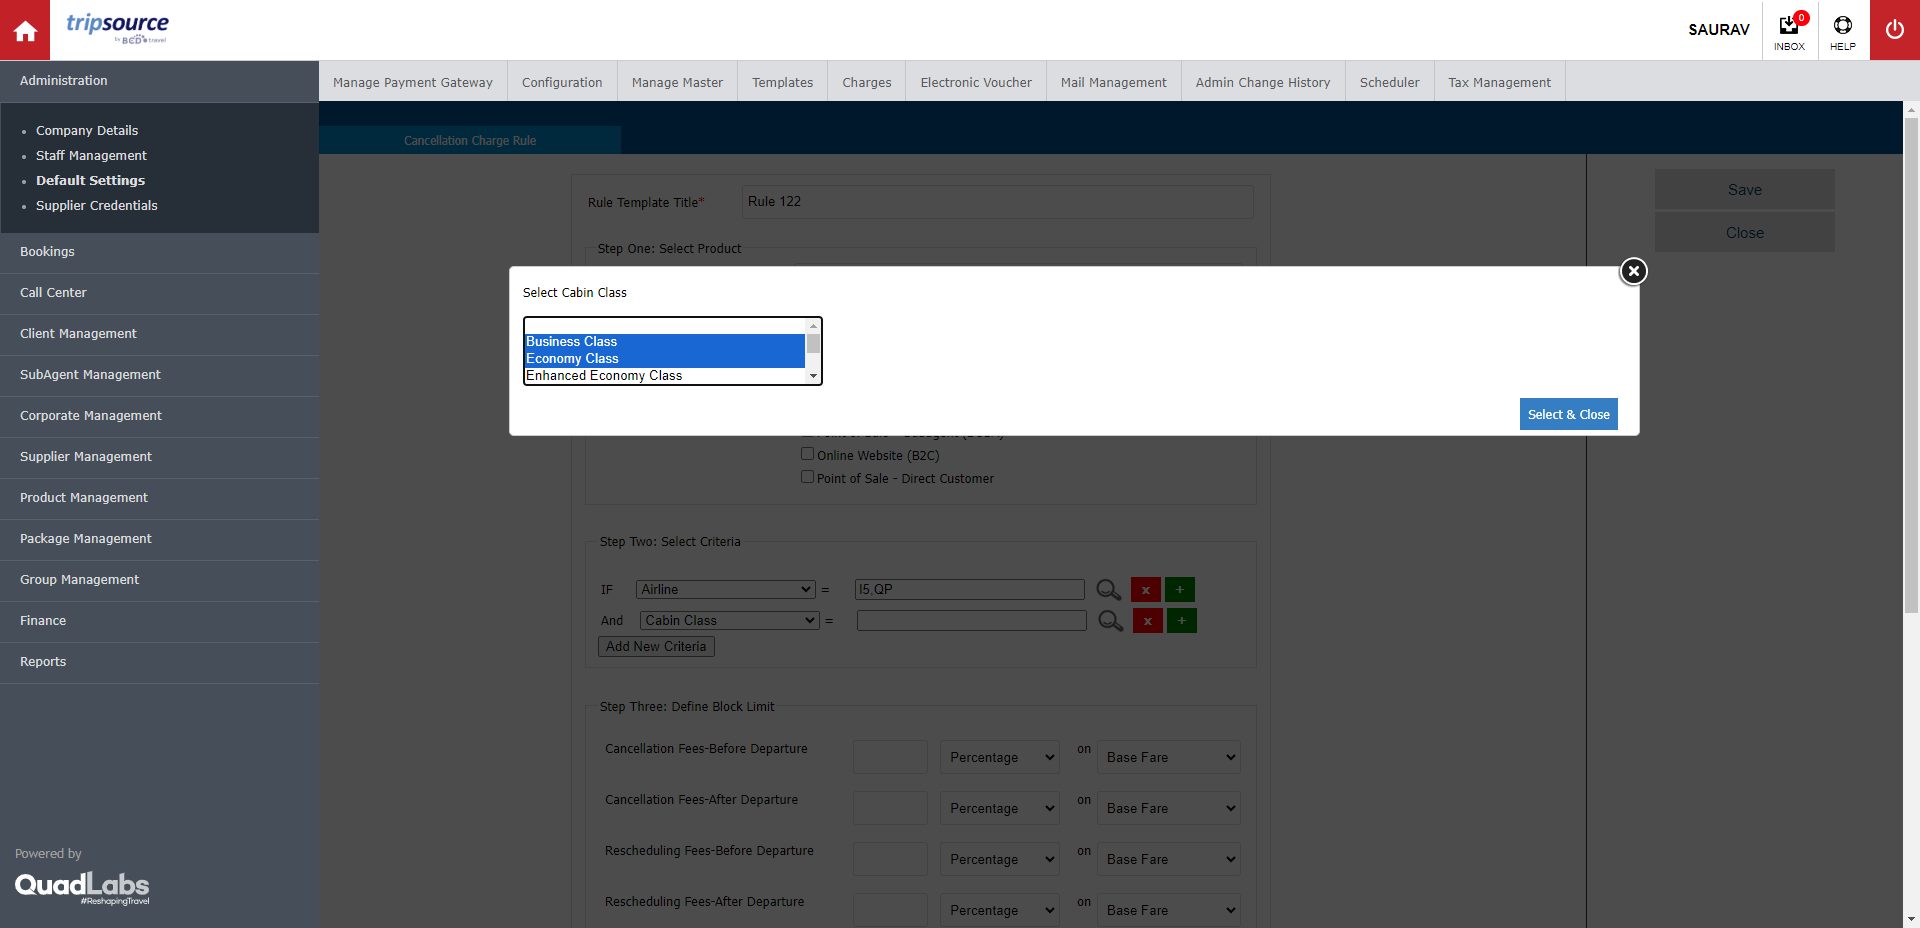 tripsource
by BCD travel
SAURAV
0
INBOX
HELP
Administration
Manage Payment Gateway
Configuration
Manage Master
Templates
Charges
Electronic Voucher
Mail Management
Admin Change History
Scheduler
Tax Management
Company Details
Staff Management
Default Settings
Supplier Credentials
Bookings
Call Center
Client Management
SubAgent Management
Corporate Management
Supplier Management
Product Management
Package Management
Group Management
Finance
Reports
Powered by
QuadLabs
#ReshapingTravel
Cancellation Charge Rule
Rule Template Title*
Rule 122
Save
Close
Step One: Select Product
Select Cabin Class
Business Class
Economy Class
Enhanced Economy Class
Select & Close
Online Website (B2C)
Point of Sale - Direct Customer
Step Two: Select Criteria
IF Airline = I5,QP x +
And Cabin Class = x +
Add New Criteria
Step Three: Define Block Limit
Cancellation Fees-Before Departure Percentage on Base Fare
Cancellation Fees-After Departure Percentage on Base Fare
Rescheduling Fees-Before Departure Percentage on Base Fare
Rescheduling Fees-After Departure Percentage on Base Fare